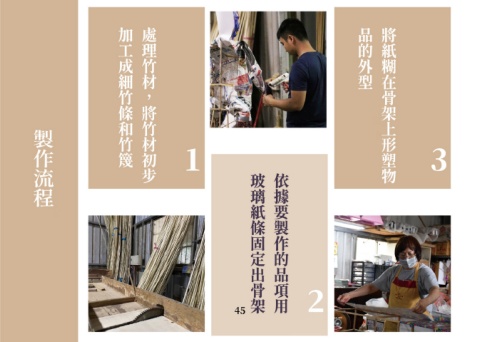 製作流程
處理竹材，將竹材初步
加工成細竹條和竹篾
1
依據要製作的品項用
玻璃紙條固定出骨架
45
2
將紙糊在骨架上形塑物
品的外型
3